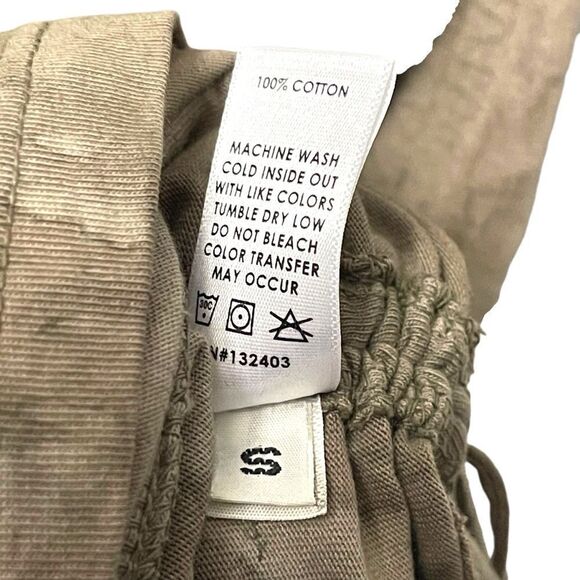 100% COTTON
MACHINE WASH
COLD INSIDE OUT
WITH LIKE COLORS
TUMBLE DRY LOW
DO NOT BLEACH
COLOR TRANSFER
MAY OCCUR
30C
N#132403
S